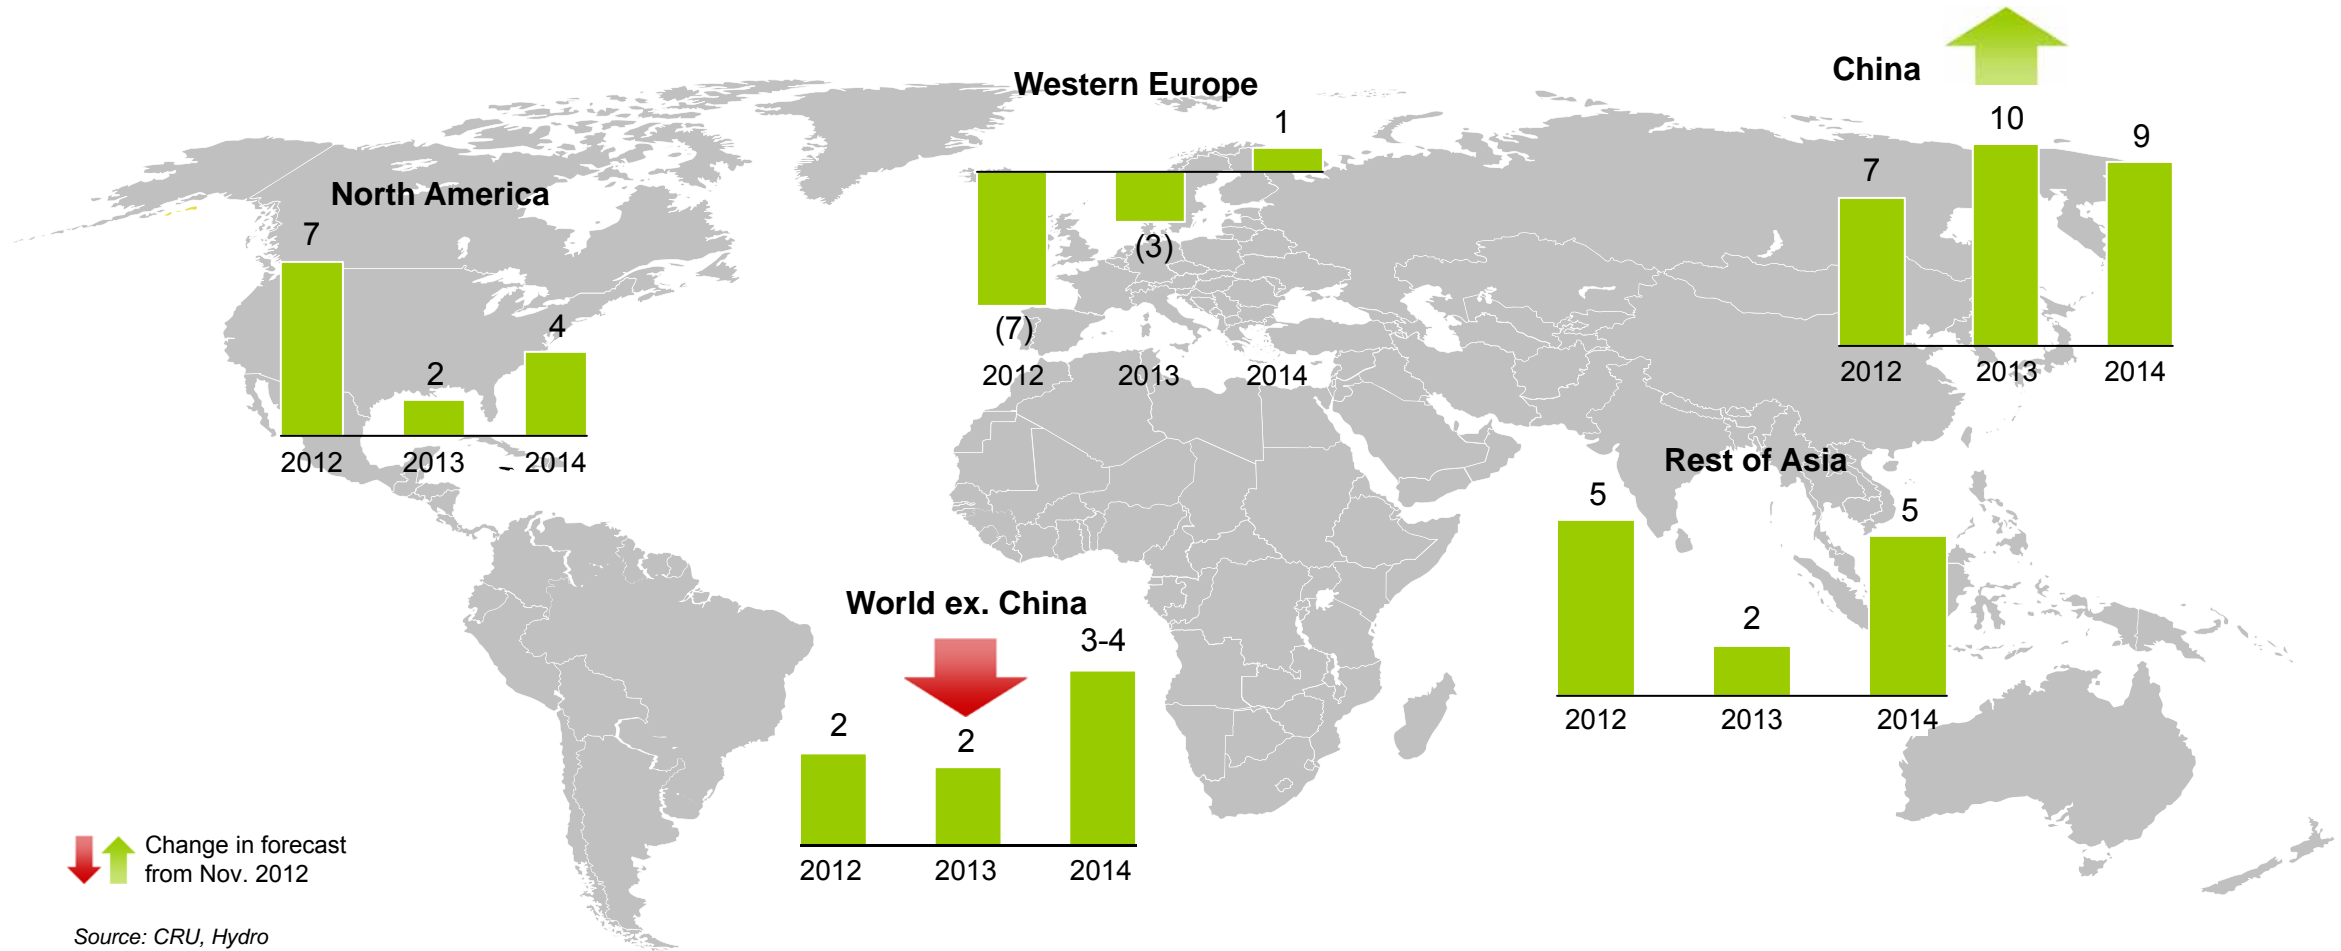 Western Europe
1
(3)
(7)
2012 2013 2014
China
10
9
7
2012 2013 2014
North America
7
4
2
2012 2013 2014
Rest of Asia
5
5
2
2012 2013 2014
World ex. China
3-4
2
2
2012 2013 2014
Change in forecast
from Nov. 2012
Source: CRU, Hydro